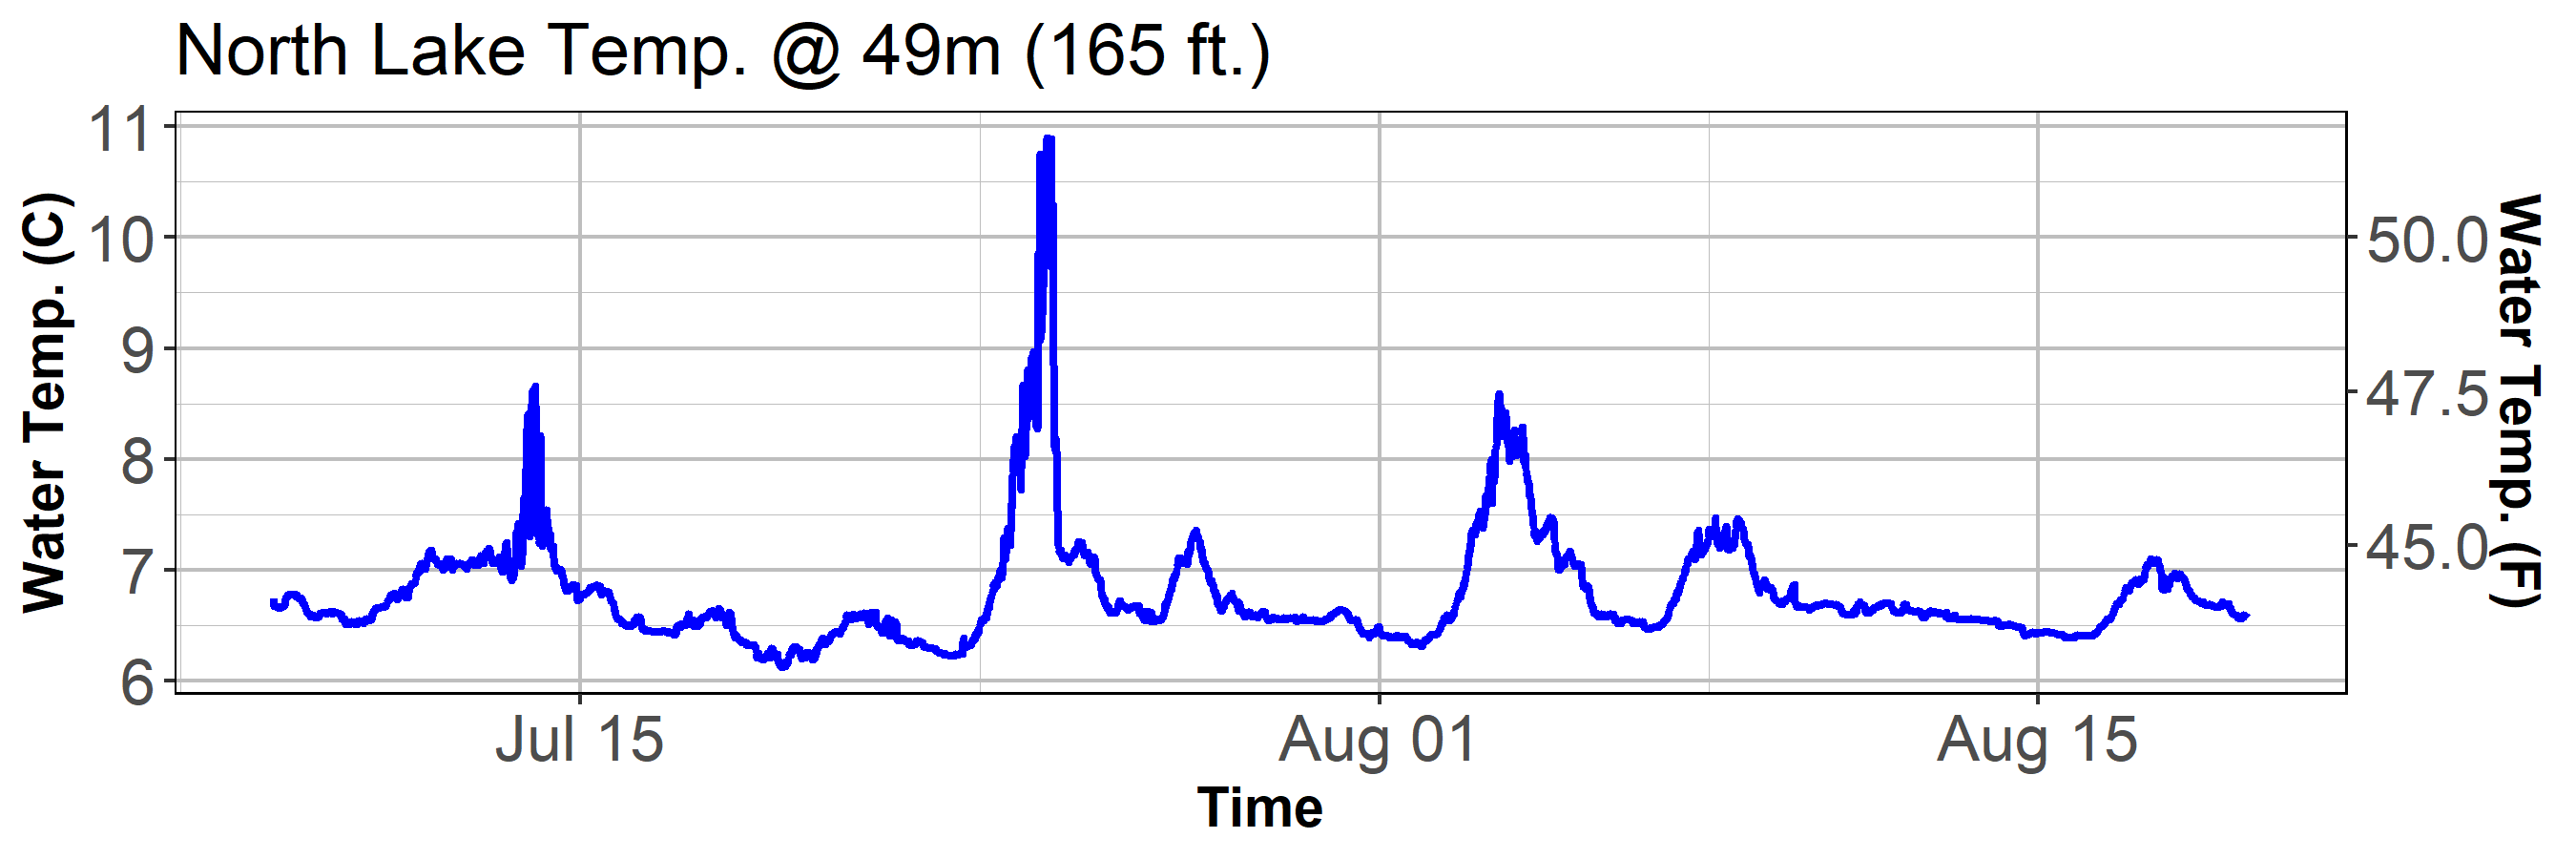 North Lake Temp. @ 49m (165 ft.)
Water Temp. (C)
11
10
9
8
7
6
50.0
47.5
45.0
Water Temp. (F)
Jul 15
Aug 01
Aug 15
Time